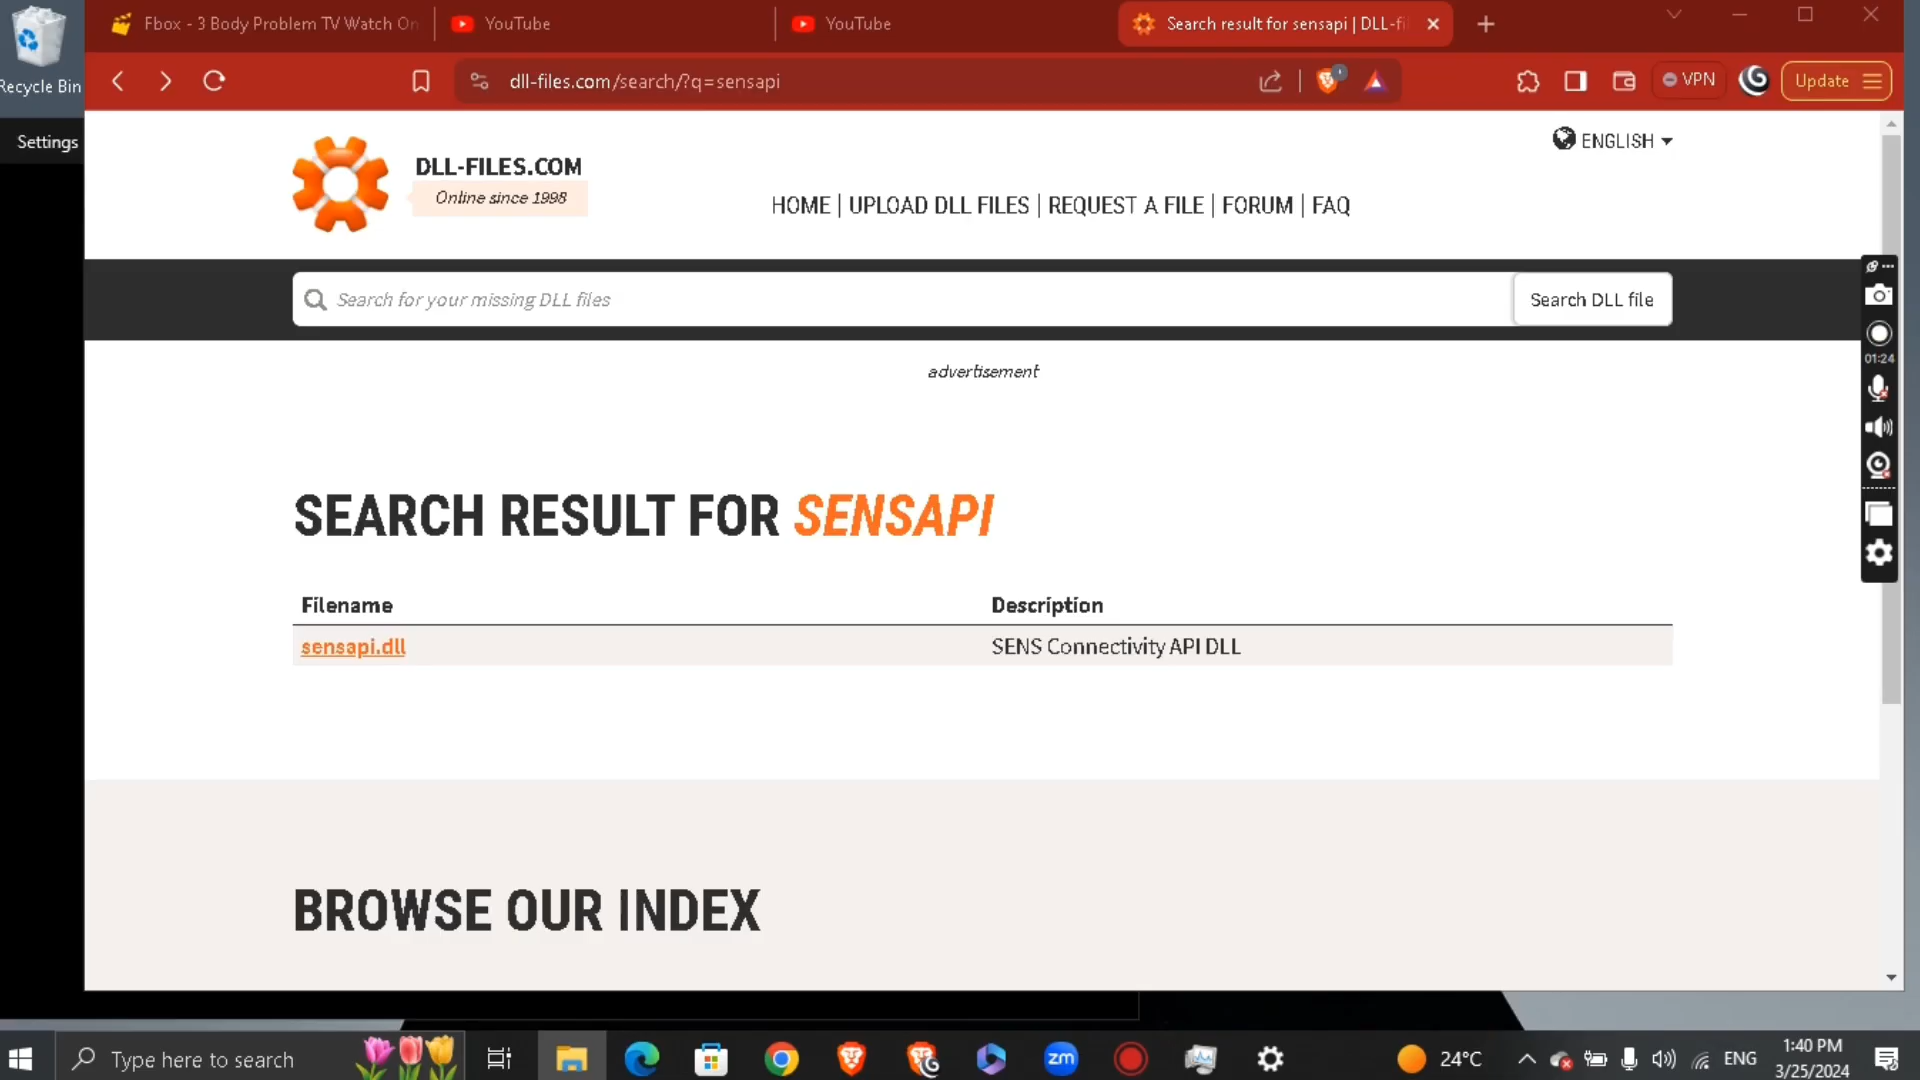 Recycle Bin
Settings
Fbox - 3 Body Problem TV Watch On
YouTube
YouTube
Search result for sensapi | DLL-fi
dll-files.com/search/?q=sensapi
VPN
Update
DLL-FILES.COM
Online since 1998
ENGLISH
HOME | UPLOAD DLL FILES | REQUEST A FILE | FORUM | FAQ
Search for your missing DLL files
Search DLL file
advertisement
01:24
SEARCH RESULT FOR SENSAPI
Filename Description
sensapi.dll SENS Connectivity API DLL
BROWSE OUR INDEX
Type here to search
zm
24°C
ENG
1:40 PM
3/25/2024